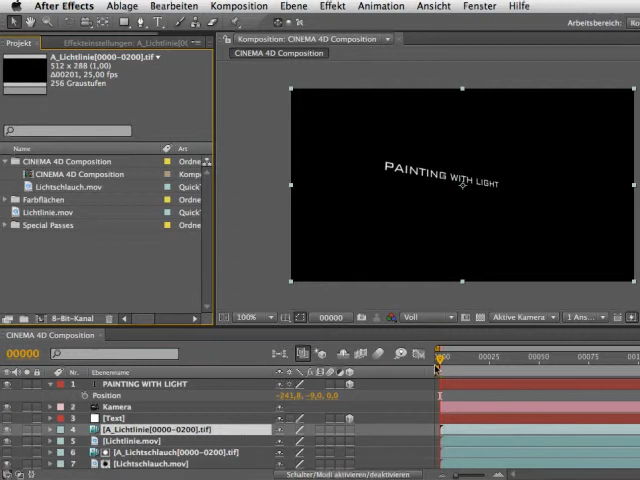 After Effects Ablage Bearbeiten Komposition Ebene Effekt Animation Ansicht Fenster Hilfe
Arbeitsbereich: Ko
Projekt Effekteinstellungen: A_Lichtlinie[00
Komposition: CINEMA 4D Composition
CINEMA 4D Composition
A_Lichtlinie[0000-0200].tif
512 x 288 (1,00)
Δ00201, 25,00 fps
256 Graustufen
Name Art
CINEMA 4D Composition Ordne
CINEMA 4D Composition Kompo
Lichtschlauch.mov Quick
Farbflächen Ordne
Lichtlinie.mov Quick
Special Passes Ordne
PAINTING WITH LIGHT
8-Bit-Kanal
100% 00000 Voll Aktive Kamera 1 Ans...
CINEMA 4D Composition
00000
00025 00050 00075
Nr. Ebenenname
1 PAINTING WITH LIGHT
Position -241,8, -9,0, 0,0
2 Kamera
3 [Text]
4 [A_Lichtlinie[0000-0200].tif]
5 [Lichtlinie.mov]
6 [A_Lichtschlauch[0000-0200].tif]
7 [Lichtschlauch.mov]
Schalter/Modi aktivieren/deaktivieren